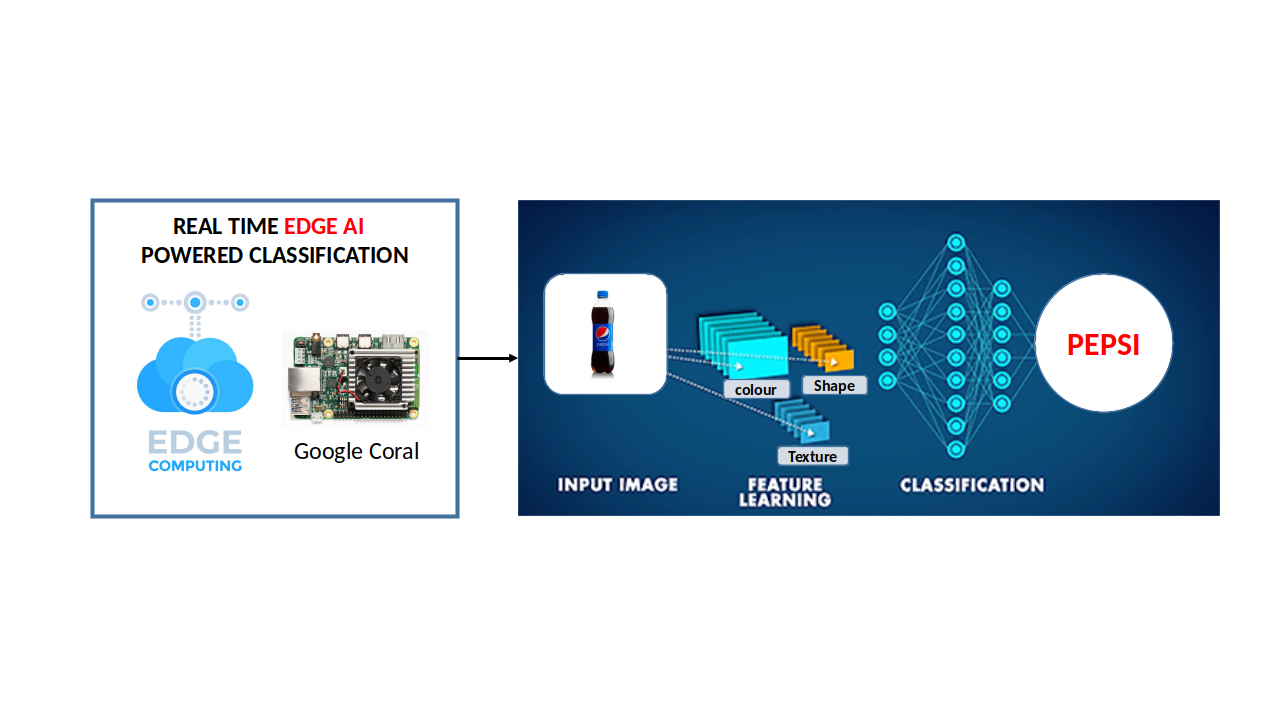 REAL TIME EDGE AI
POWERED CLASSIFICATION
EDGE
COMPUTING
Google Coral
colour
Shape
Texture
INPUT IMAGE
FEATURE
LEARNING
CLASSIFICATION
PEPSI